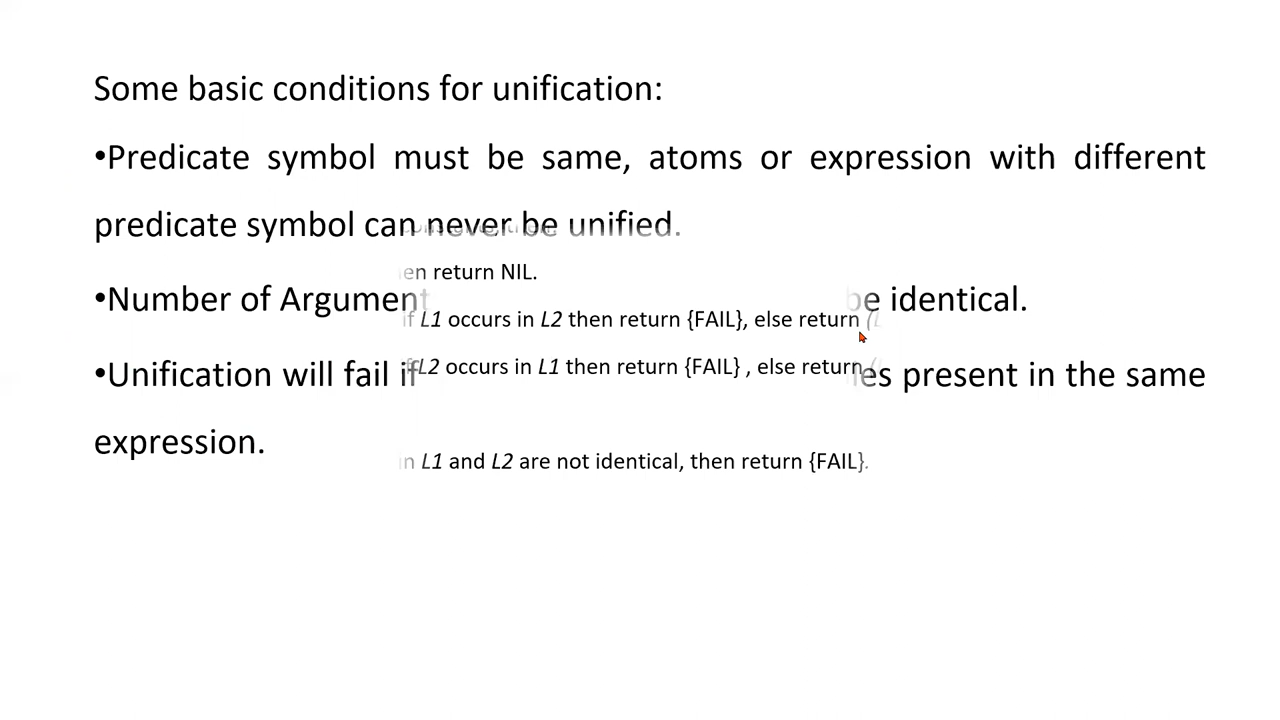 Some basic conditions for unification:
•Predicate symbol must be same, atoms or expression with different
predicate symbol can never be unified.
en return NIL.
•Number of Argument be identical.
if L1 occurs in L2 then return {FAIL}, else return
if L2 occurs in L1 then return {FAIL} , else return
•Unification will fail if es present in the same
expression.
in L1 and L2 are not identical, then return {FAIL}.